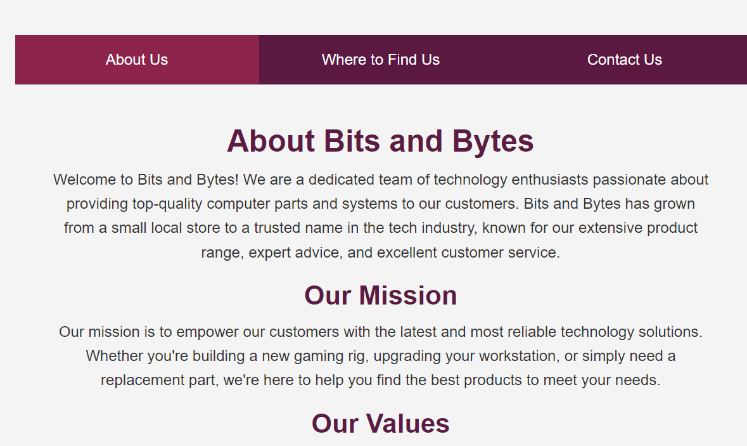 About Us
Where to Find Us
Contact Us
About Bits and Bytes
Welcome to Bits and Bytes! We are a dedicated team of technology enthusiasts passionate about
providing top-quality computer parts and systems to our customers. Bits and Bytes has grown
from a small local store to a trusted name in the tech industry, known for our extensive product
range, expert advice, and excellent customer service.
Our Mission
Our mission is to empower our customers with the latest and most reliable technology solutions.
Whether you're building a new gaming rig, upgrading your workstation, or simply need a
replacement part, we're here to help you find the best products to meet your needs.
Our Values